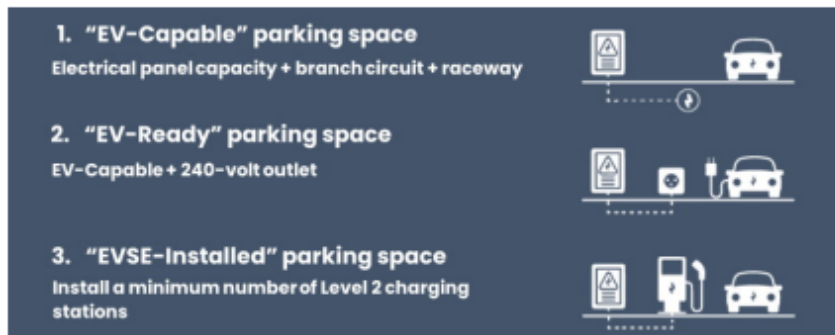 1. “EV-Capable” parking space
Electrical panel capacity + branch circuit + raceway
2. “EV-Ready” parking space
EV-Capable + 240-volt outlet
3. “EVSE-Installed” parking space
Install a minimum number of Level 2 charging
stations